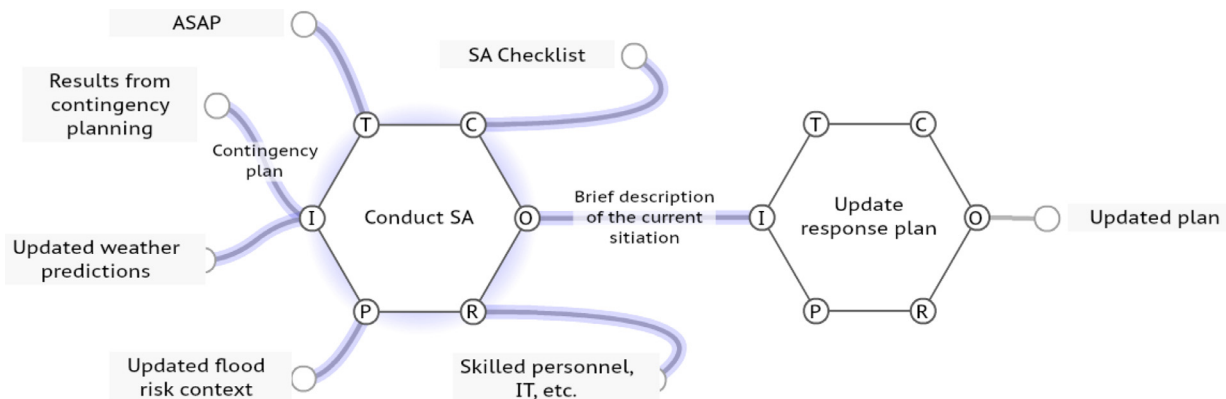 ASAP
SA Checklist
Results from
contingency
planning
Contingency
plan
T
C
I
Conduct SA
O
P
R
Brief description
of the current
sitiation
T
C
I
Update
response plan
O
P
R
Updated plan
Updated weather
predictions
Updated flood
risk context
Skilled personnel,
IT, etc.